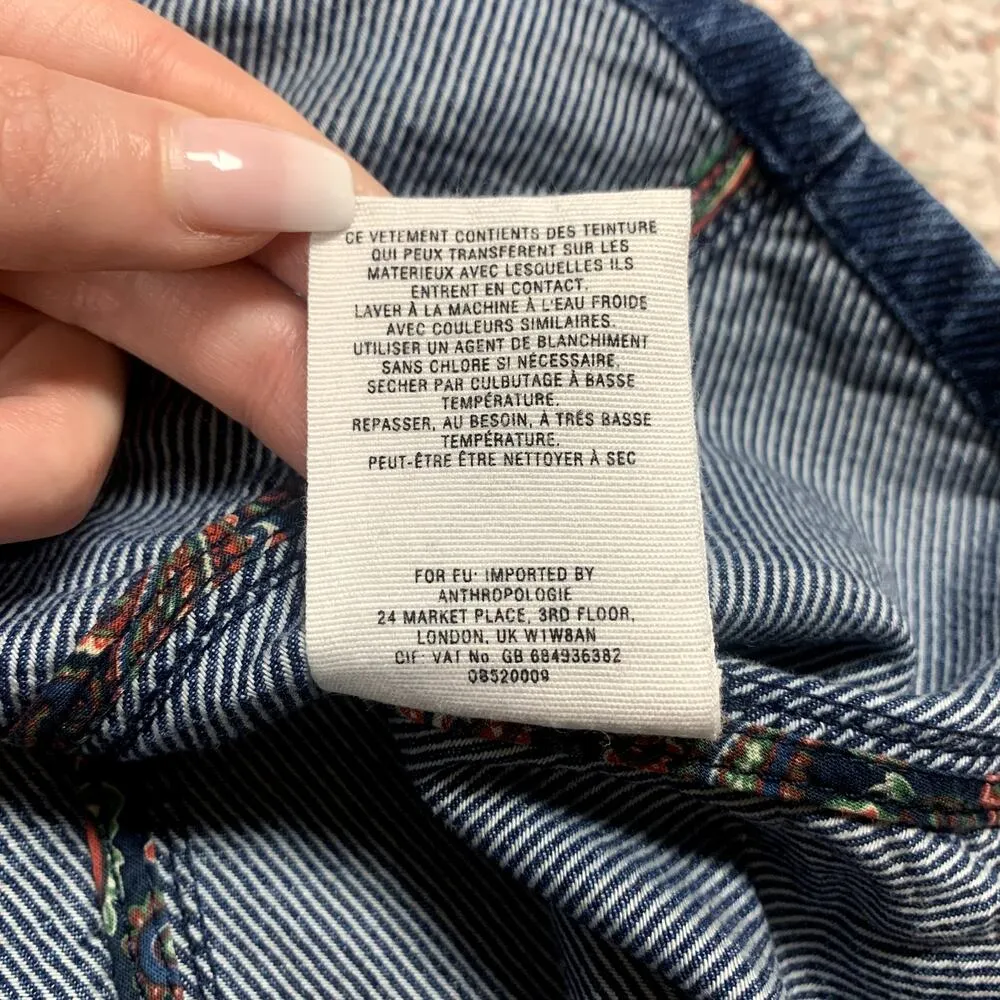 CE VETEMENT CONTIENTS DES TEINTURE
QUI PEUX TRANSFERENT SUR LES
MATERIEUX AVEC LESQUELLES ILS
ENTRENT EN CONTACT.
LAVER À LA MACHINE À L'EAU FROIDE
AVEC COULEURS SIMILAIRES.
UTILISER UN AGENT DE BLANCHIMENT
SANS CHLORE SI NÉCESSAIRE,
SECHER PAR CULBUTAGE À BASSE
TEMPÉRATURE.
REPASSER, AU BESOIN, À TRÉS BASSE
TEMPÉRATURE.
PEUT-ÊTRE ÊTRE NETTOYER À SEC
FOR EU: IMPORTED BY
ANTHROPOLOGIE
24 MARKET PLACE, 3RD FLOOR,
LONDON, UK W1W8AN
CIF: VAT No. GB 684936382
08520009